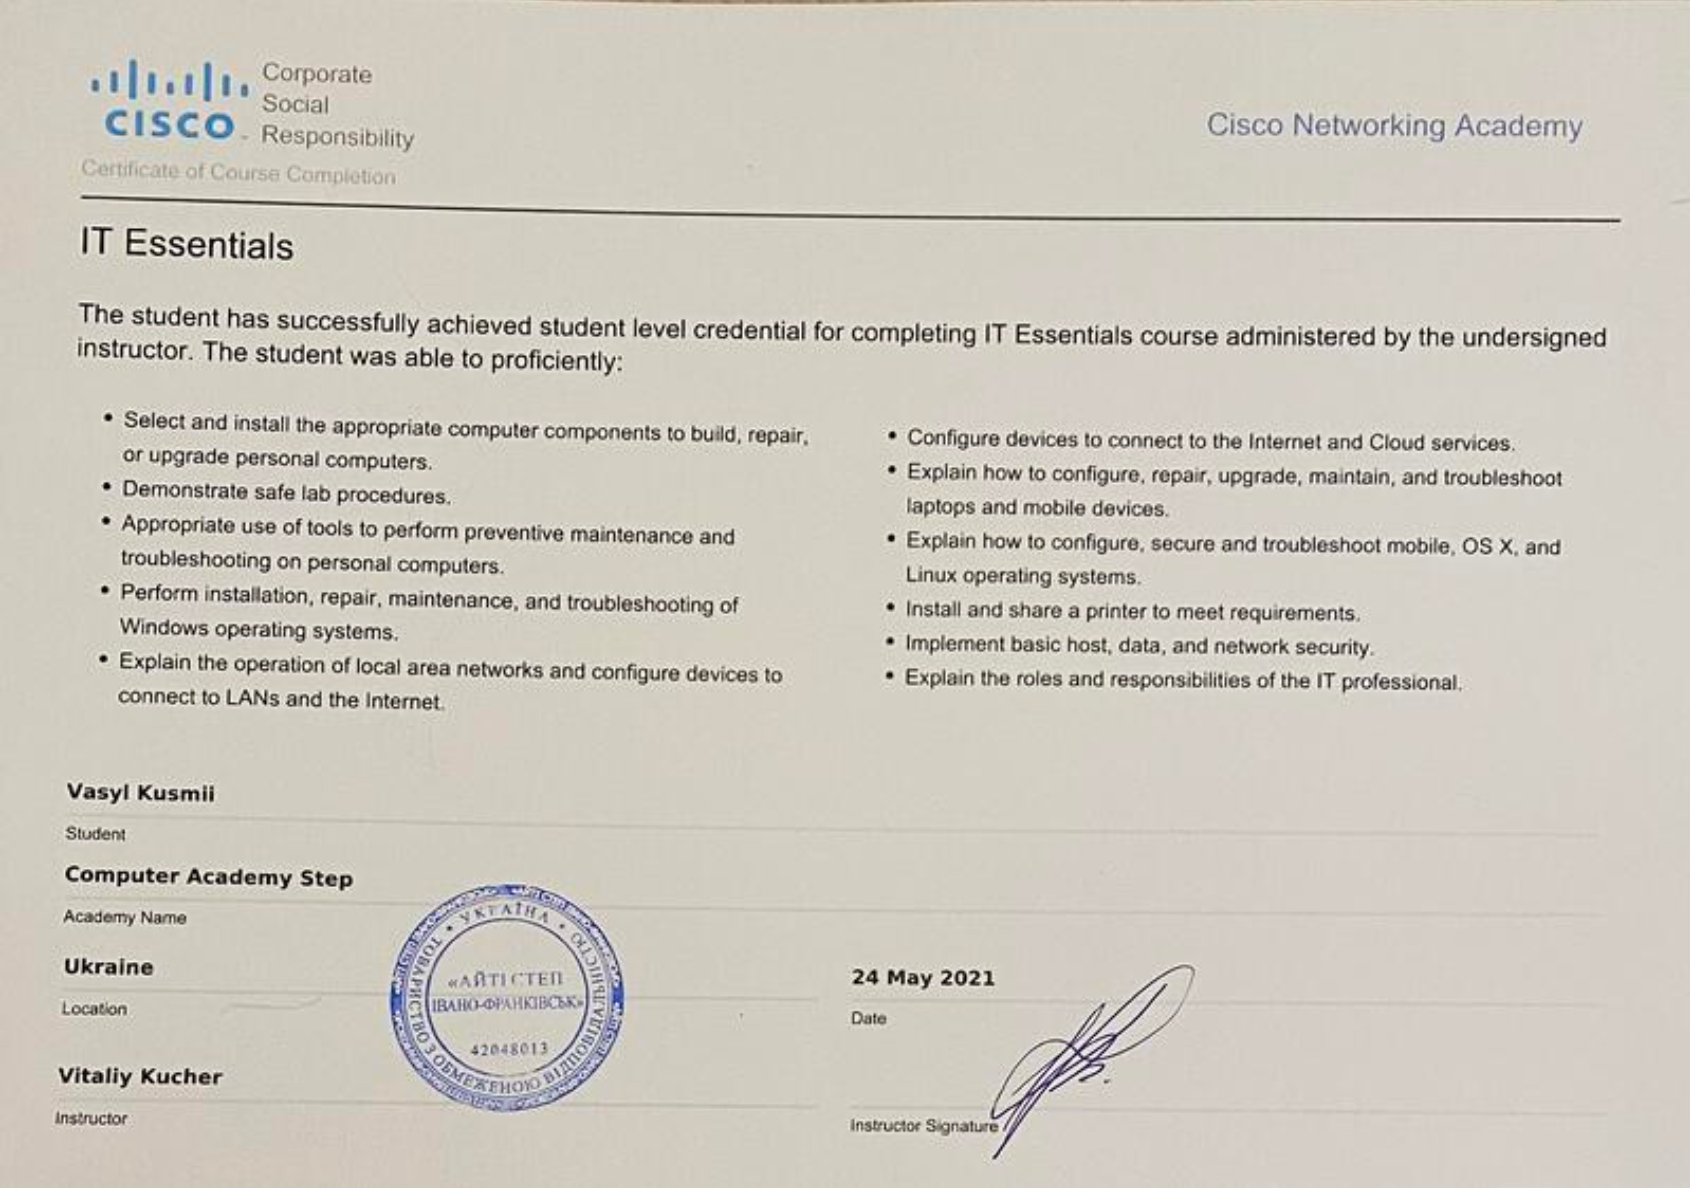 Corporate
Social
CISCO Responsibility
Cisco Networking Academy
Certificate of Course Completion
IT Essentials
The student has successfully achieved student level credential for completing IT Essentials course administered by the undersigned
instructor. The student was able to proficiently:
• Select and install the appropriate computer components to build, repair,
or upgrade personal computers.
• Demonstrate safe lab procedures.
• Appropriate use of tools to perform preventive maintenance and
troubleshooting on personal computers.
• Perform installation, repair, maintenance, and troubleshooting of
Windows operating systems.
• Explain the operation of local area networks and configure devices to
connect to LANs and the Internet.
• Configure devices to connect to the Internet and Cloud services.
• Explain how to configure, repair, upgrade, maintain, and troubleshoot
laptops and mobile devices.
• Explain how to configure, secure and troubleshoot mobile, OS X, and
Linux operating systems.
• Install and share a printer to meet requirements.
• Implement basic host, data, and network security.
• Explain the roles and responsibilities of the IT professional.
Vasyl Kusmii
Student
Computer Academy Step
Academy Name
Ukraine
Location
24 May 2021
Date
Vitaliy Kucher
Instructor
Instructor Signature
• УКРАЇНА •
ТОВАРИСТВО З ОБМЕЖЕНОЮ ВІДПОВІДАЛЬНІСТЮ
«АЙТІ СТЕП
ІВАНО-ФРАНКІВСЬК»
42048013